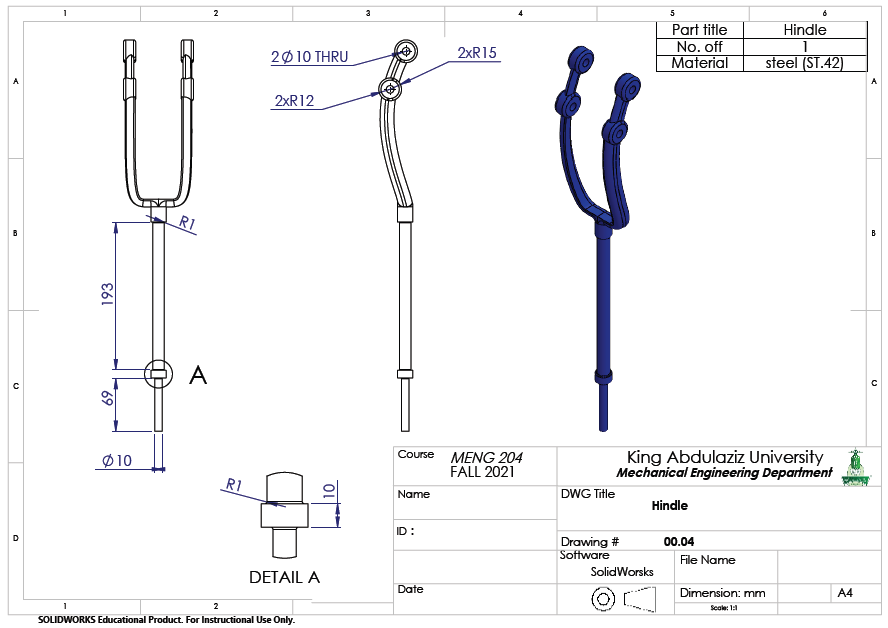 1 2 3 4 5 6
A A
B B
C C
D D
Part title Hindle
No. off 1
Material steel (ST.42)
2 ∅ 10 THRU
2xR15
2xR12
R1
193
A
69
∅10
R1
10
DETAIL A
Course MENG 204
FALL 2021
King Abdulaziz University
Mechanical Engineering Department
Name
DWG Title
Hindle
ID :
Drawing # 00.04
Software
SolidWorsks
File Name
Date
Dimension: mm
A4
Scale: 1:1
1 2
SOLIDWORKS Educational Product. For Instructional Use Only.